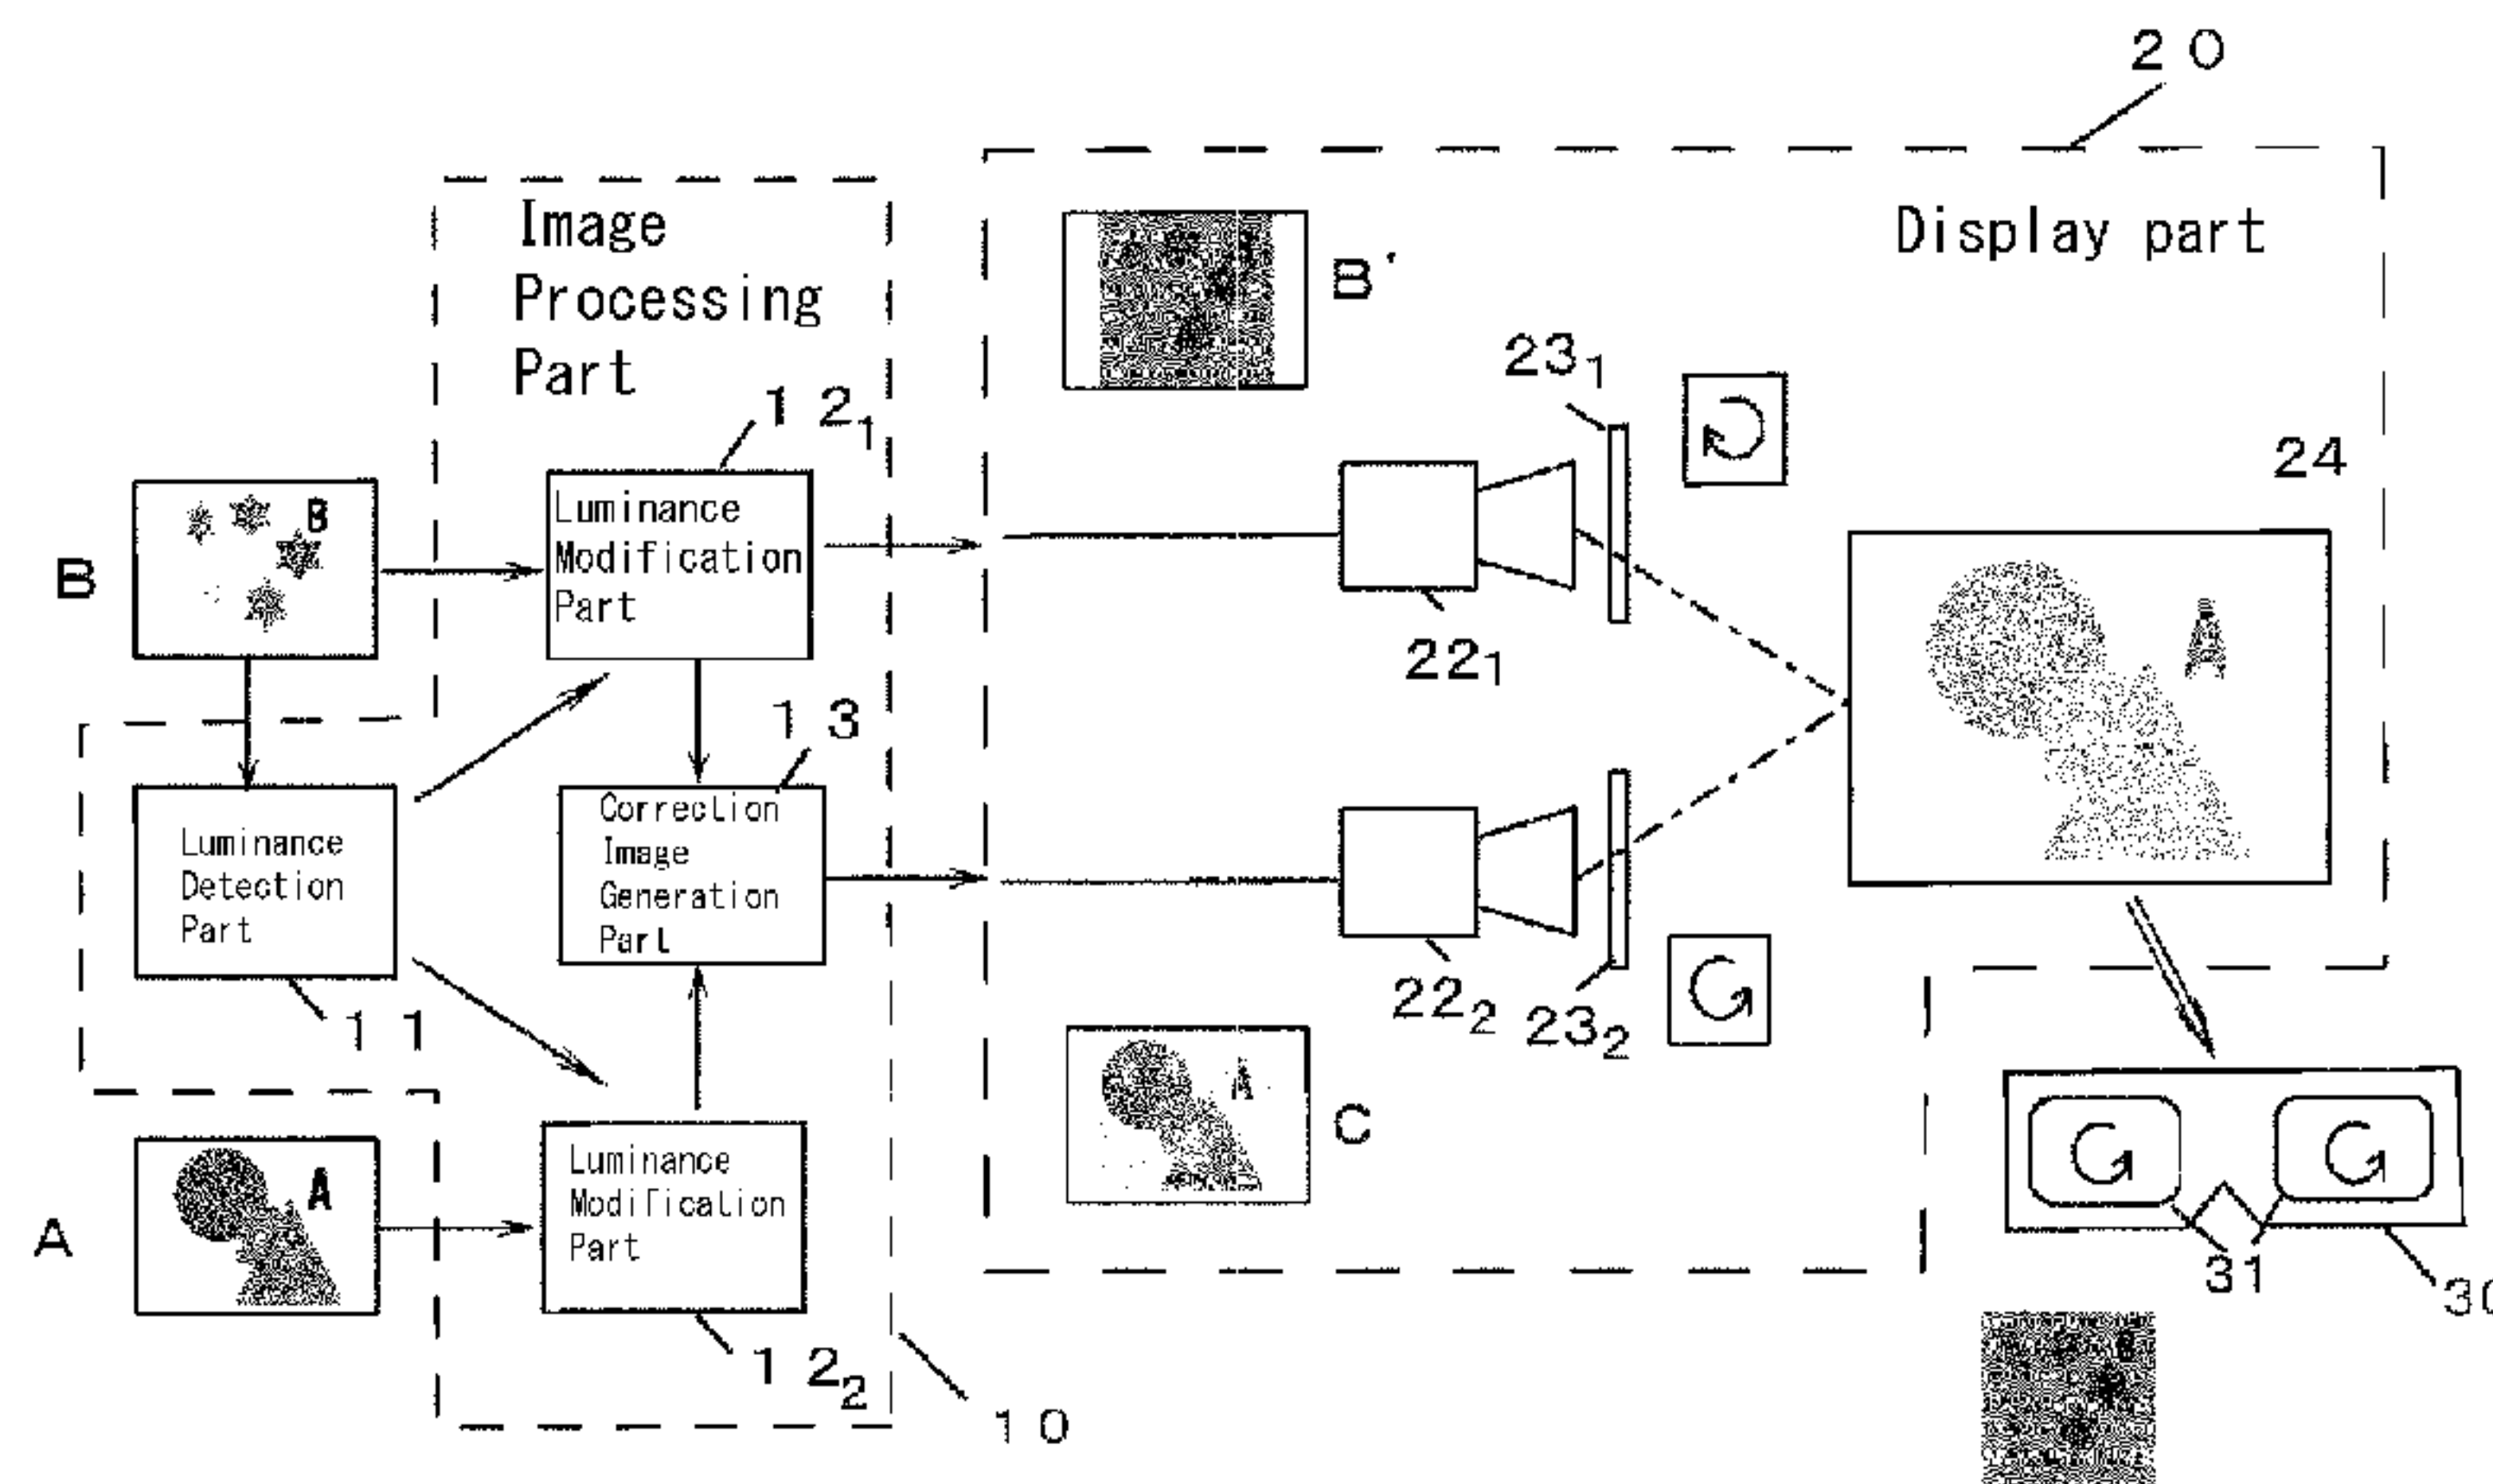 20
Image
Processing
Part
Display part
B'
23₁
12₁
24
B
B
Luminance
Modification
Part
22₁
A
13
Luminance
Detection
Part
Correction
Image
Generation
Part
22₂
23₂
11
A
C
A
A
Luminance
Modification
Part
31
30
12₂
10